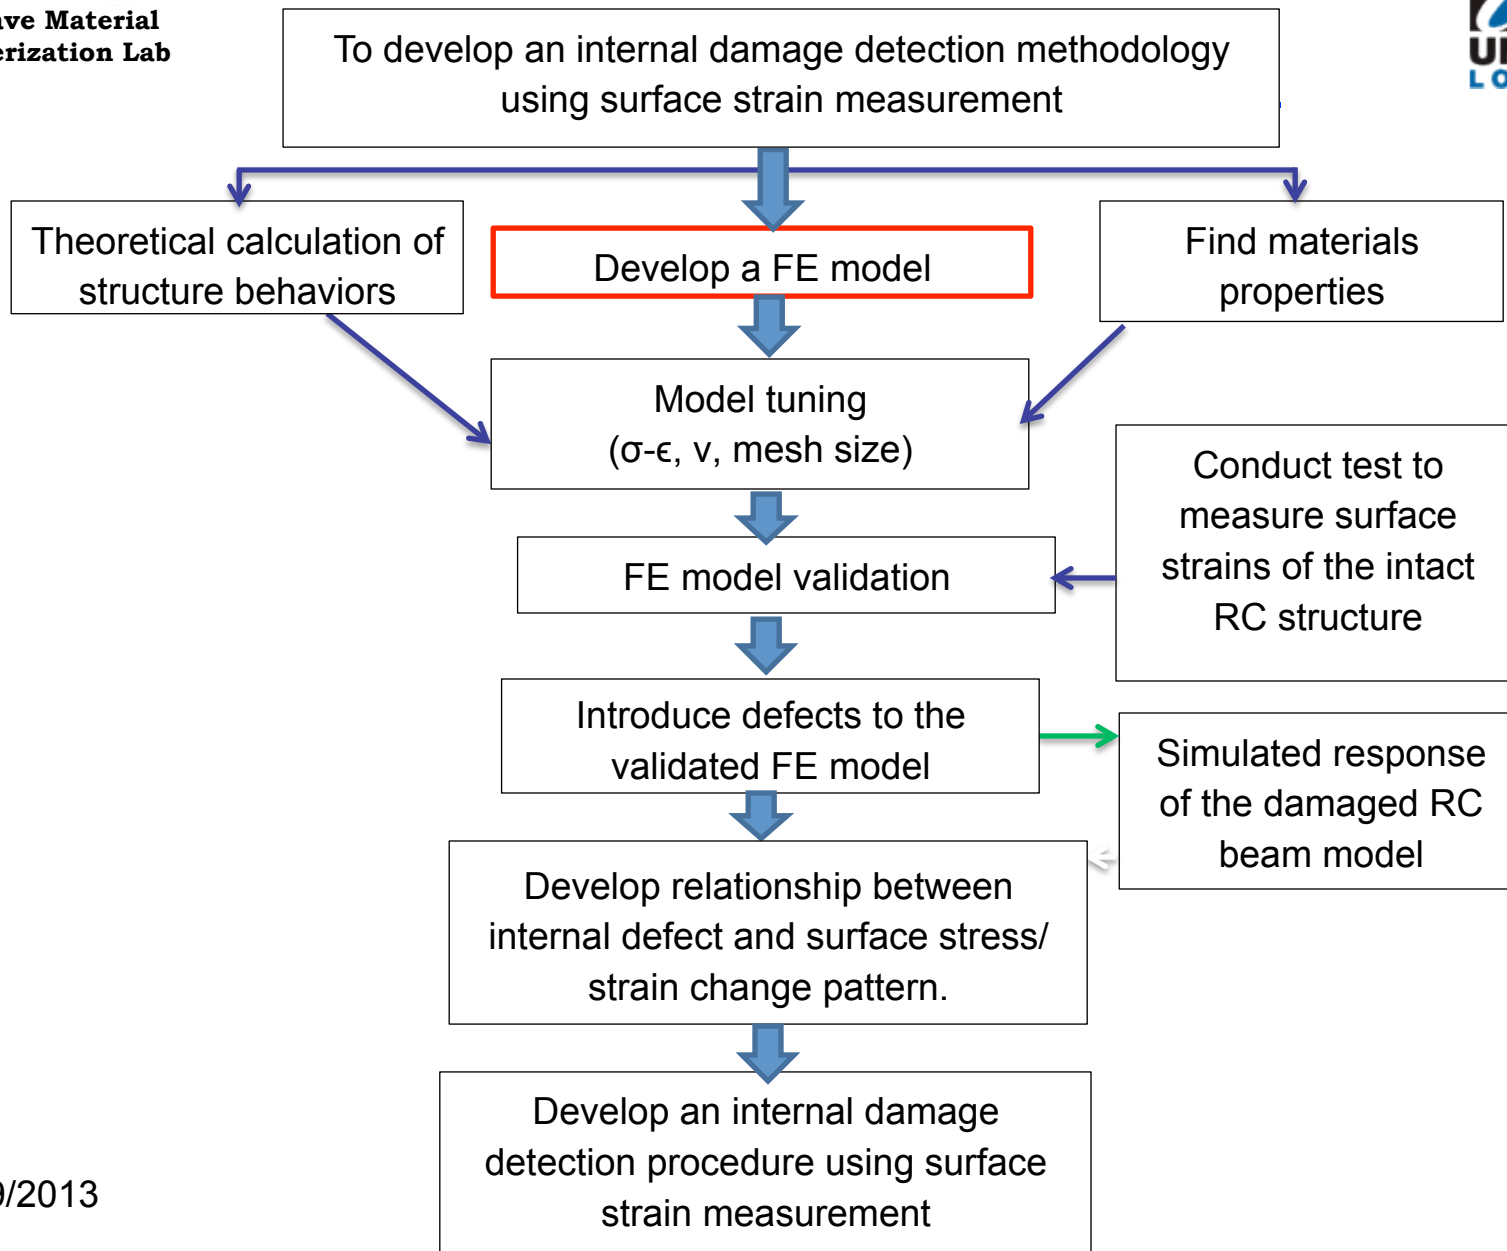 Material
Lab
To develop an internal damage detection methodology
using surface strain measurement
Theoretical calculation of
structure behaviors
Develop a FE model
Find materials
properties
Model tuning
(σ-ϵ, ν, mesh size)
Conduct test to
measure surface
strains of the intact
RC structure
FE model validation
Introduce defects to the
validated FE model
Simulated response
of the damaged RC
beam model
Develop relationship between
internal defect and surface stress/
strain change pattern.
Develop an internal damage
detection procedure using surface
strain measurement
9/2013